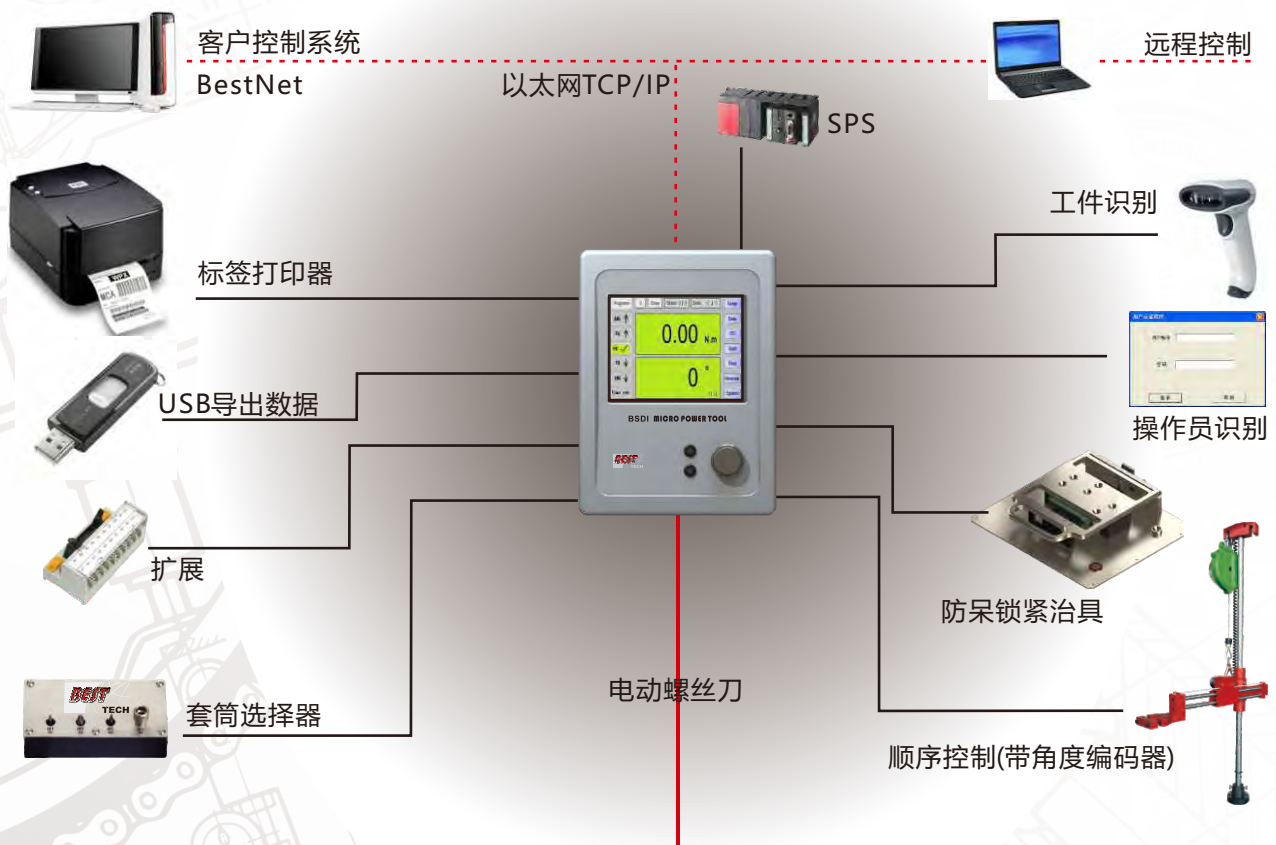 客户控制系统
BestNet
以太网TCP/IP
远程控制
SPS
工件识别
标签打印器
WPX
MCA
0.00 N.m
0 °
USB导出数据
BSDI MICRO POWER TOOL
BEST
TECH
操作员识别
扩展
防呆锁紧治具
BEST
TECH
套筒选择器
电动螺丝刀
顺序控制(带角度编码器)